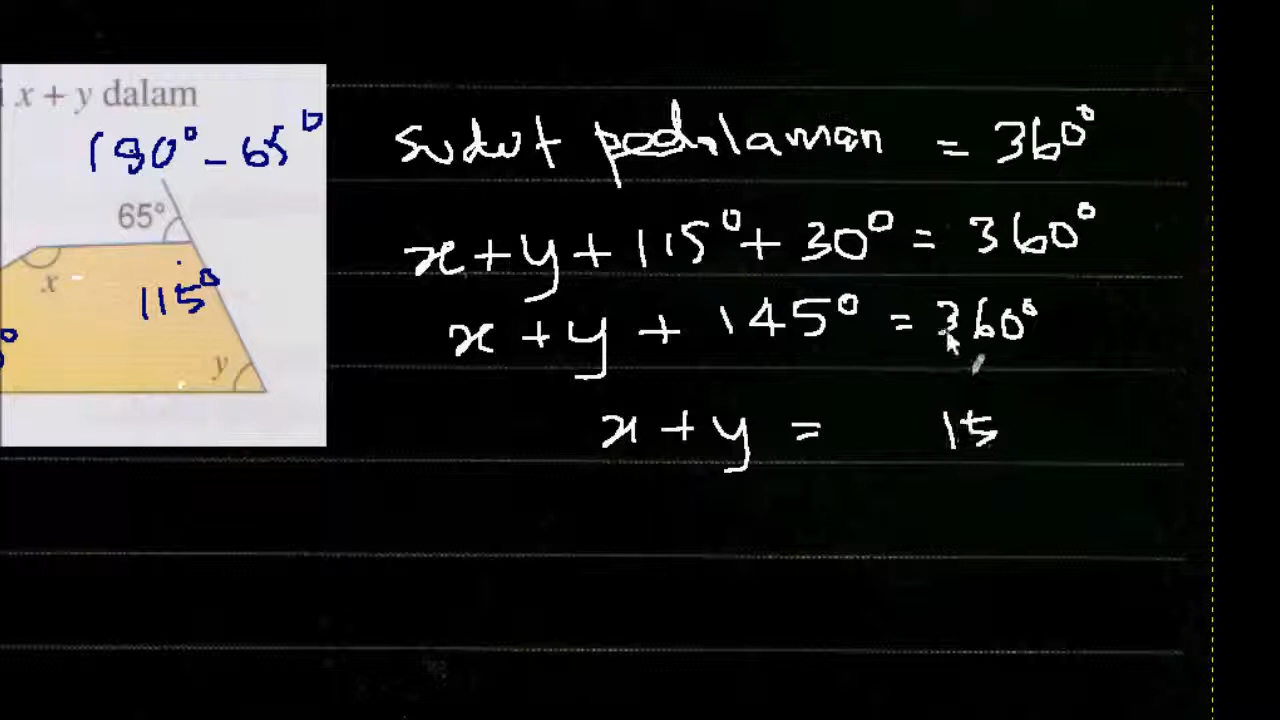 x + y dalam
180° - 65°
65°
x
115°
y
sudut pedalaman = 360°
x + y + 115° + 30° = 360°
x + y + 145° = 360°
x + y = 15